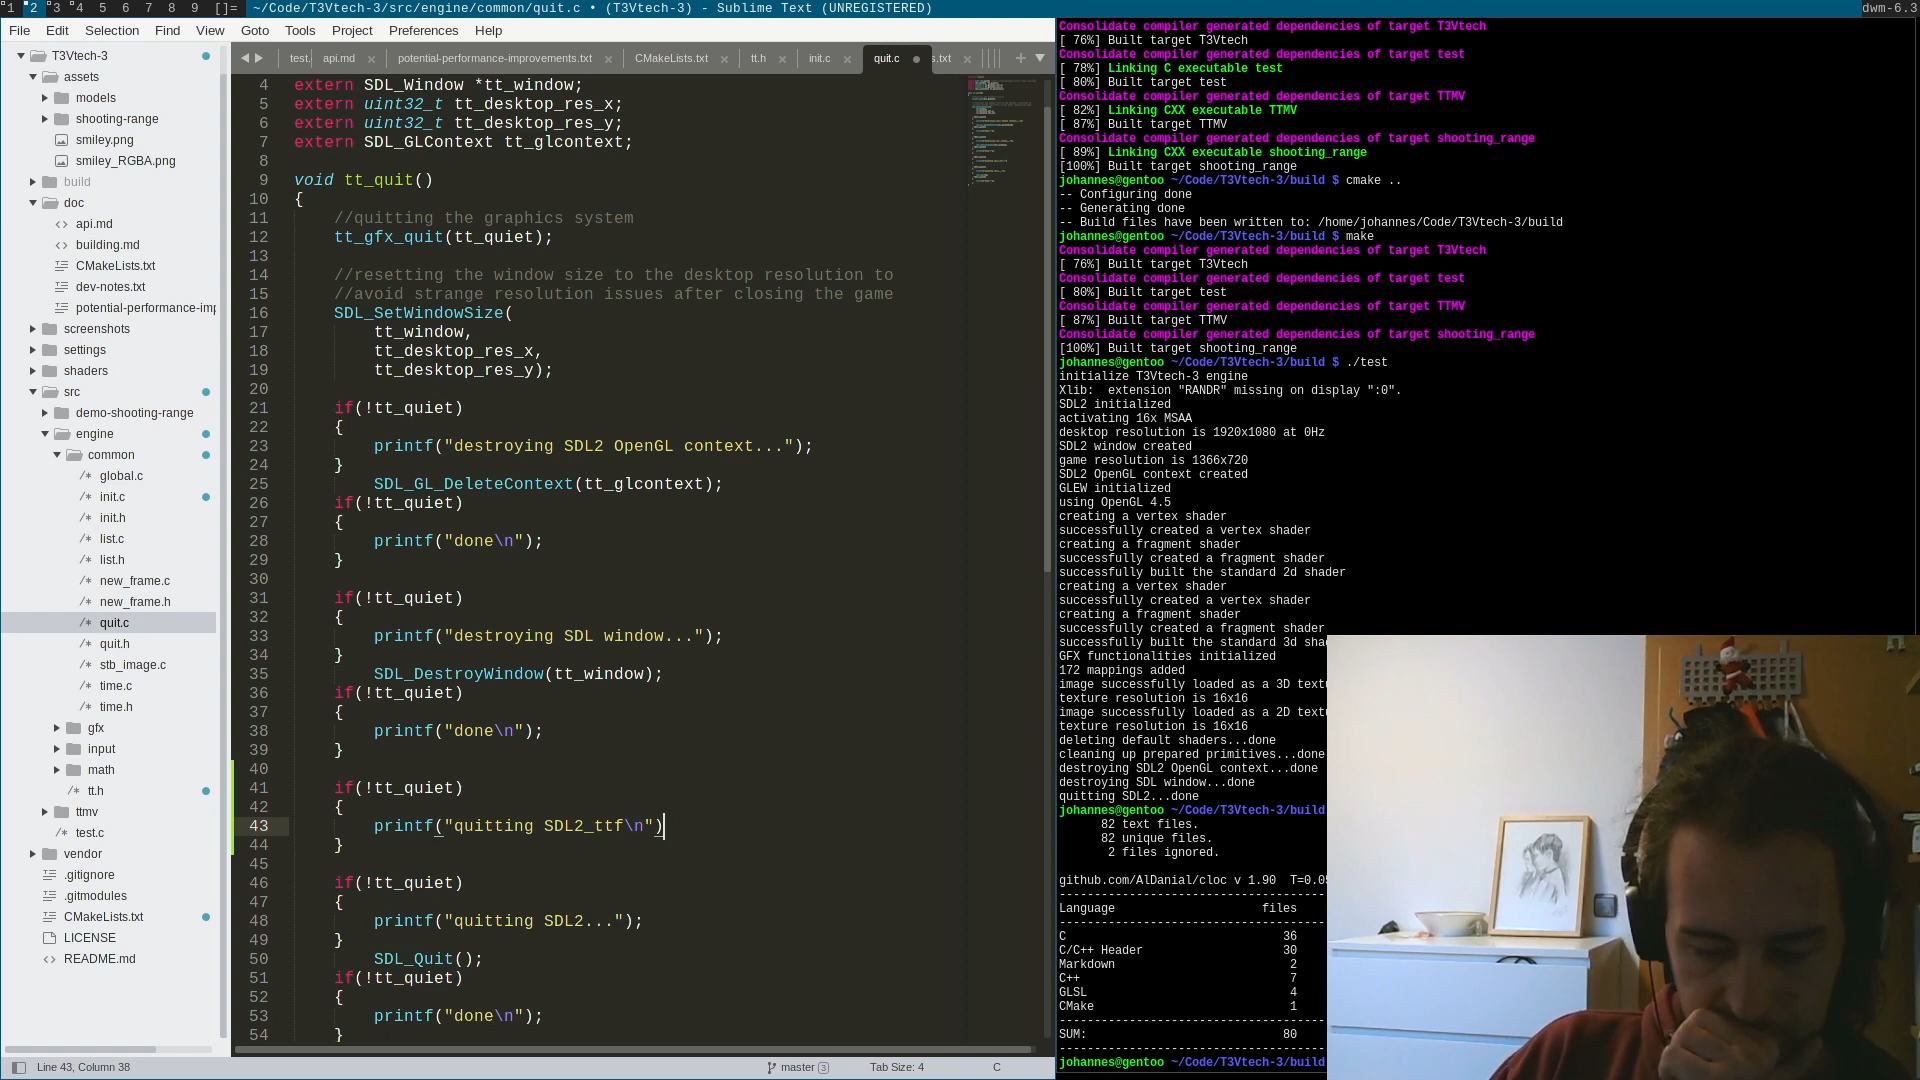 1 2 3 4 5 6 7 8 9 []= ~/Code/T3Vtech-3/src/engine/common/quit.c • (T3Vtech-3) - Sublime Text (UNREGISTERED) dwm-6.3
File Edit Selection Find View Goto Tools Project Preferences Help
T3Vtech-3
assets
models
shooting-range
smiley.png
smiley_RGBA.png
build
doc
api.md
building.md
CMakeLists.txt
dev-notes.txt
potential-performance-imp
screenshots
settings
shaders
src
demo-shooting-range
engine
common
global.c
init.c
init.h
list.c
list.h
new_frame.c
new_frame.h
quit.c
quit.h
stb_image.c
time.c
time.h
gfx
input
math
tt.h
ttmv
test.c
vendor
.gitignore
.gitmodules
CMakeLists.txt
LICENSE
README.md
test. api.md potential-performance-improvements.txt CMakeLists.txt tt.h init.c quit.c s.txt
4 extern SDL_Window *tt_window;
5 extern uint32_t tt_desktop_res_x;
6 extern uint32_t tt_desktop_res_y;
7 extern SDL_GLContext tt_glcontext;
8
9 void tt_quit()
10 {
11 //quitting the graphics system
12 tt_gfx_quit(tt_quiet);
13
14 //resetting the window size to the desktop resolution to
15 //avoid strange resolution issues after closing the game
16 SDL_SetWindowSize(
17 tt_window,
18 tt_desktop_res_x,
19 tt_desktop_res_y);
20
21 if(!tt_quiet)
22 {
23 printf("destroying SDL2 OpenGL context...");
24 }
25 SDL_GL_DeleteContext(tt_glcontext);
26 if(!tt_quiet)
27 {
28 printf("done\n");
29 }
30
31 if(!tt_quiet)
32 {
33 printf("destroying SDL window...");
34 }
35 SDL_DestroyWindow(tt_window);
36 if(!tt_quiet)
37 {
38 printf("done\n");
39 }
40
41 if(!tt_quiet)
42 {
43 printf("quitting SDL2_ttf\n")
44 }
45
46 if(!tt_quiet)
47 {
48 printf("quitting SDL2...");
49 }
50 SDL_Quit();
51 if(!tt_quiet)
52 {
53 printf("done\n");
54 }
Line 43, Column 38 master 3 Tab Size: 4 C
Consolidate compiler generated dependencies of target T3Vtech
[ 76%] Built target T3Vtech
Consolidate compiler generated dependencies of target test
[ 78%] Linking C executable test
[ 80%] Built target test
Consolidate compiler generated dependencies of target TTMV
[ 82%] Linking CXX executable TTMV
[ 87%] Built target TTMV
Consolidate compiler generated dependencies of target shooting_range
[ 89%] Linking CXX executable shooting_range
[100%] Built target shooting_range
johannes@gentoo ~/Code/T3Vtech-3/build $ cmake ..
-- Configuring done
-- Generating done
-- Build files have been written to: /home/johannes/Code/T3Vtech-3/build
johannes@gentoo ~/Code/T3Vtech-3/build $ make
Consolidate compiler generated dependencies of target T3Vtech
[ 76%] Built target T3Vtech
Consolidate compiler generated dependencies of target test
[ 80%] Built target test
Consolidate compiler generated dependencies of target TTMV
[ 87%] Built target TTMV
Consolidate compiler generated dependencies of target shooting_range
[100%] Built target shooting_range
johannes@gentoo ~/Code/T3Vtech-3/build $ ./test
initialize T3Vtech-3 engine
Xlib:  extension "RANDR" missing on display ":0".
SDL2 initialized
activating 16x MSAA
desktop resolution is 1920x1080 at 0Hz
SDL2 window created
game resolution is 1366x720
SDL2 OpenGL context created
GLEW initialized
using OpenGL 4.5
creating a vertex shader
successfully created a vertex shader
creating a fragment shader
successfully created a fragment shader
successfully built the standard 2d shader
creating a vertex shader
successfully created a vertex shader
creating a fragment shader
successfully created a fragment shader
successfully built the standard 3d sha
GFX functionalities initialized
172 mappings added
image successfully loaded as a 3D textu
texture resolution is 16x16
image successfully loaded as a 2D textu
texture resolution is 16x16
deleting default shaders...done
cleaning up prepared primitives...done
destroying SDL2 OpenGL context...done
destroying SDL window...done
quitting SDL2...done
johannes@gentoo ~/Code/T3Vtech-3/build
82 text files.
82 unique files.
2 files ignored.
github.com/AlDanial/cloc v 1.90  T=0.05
--------------------------------------
Language files
--------------------------------------
C 36
C/C++ Header 30
Markdown 2
C++ 7
GLSL 4
CMake 1
--------------------------------------
SUM: 80
--------------------------------------
johannes@gentoo ~/Code/T3Vtech-3/build